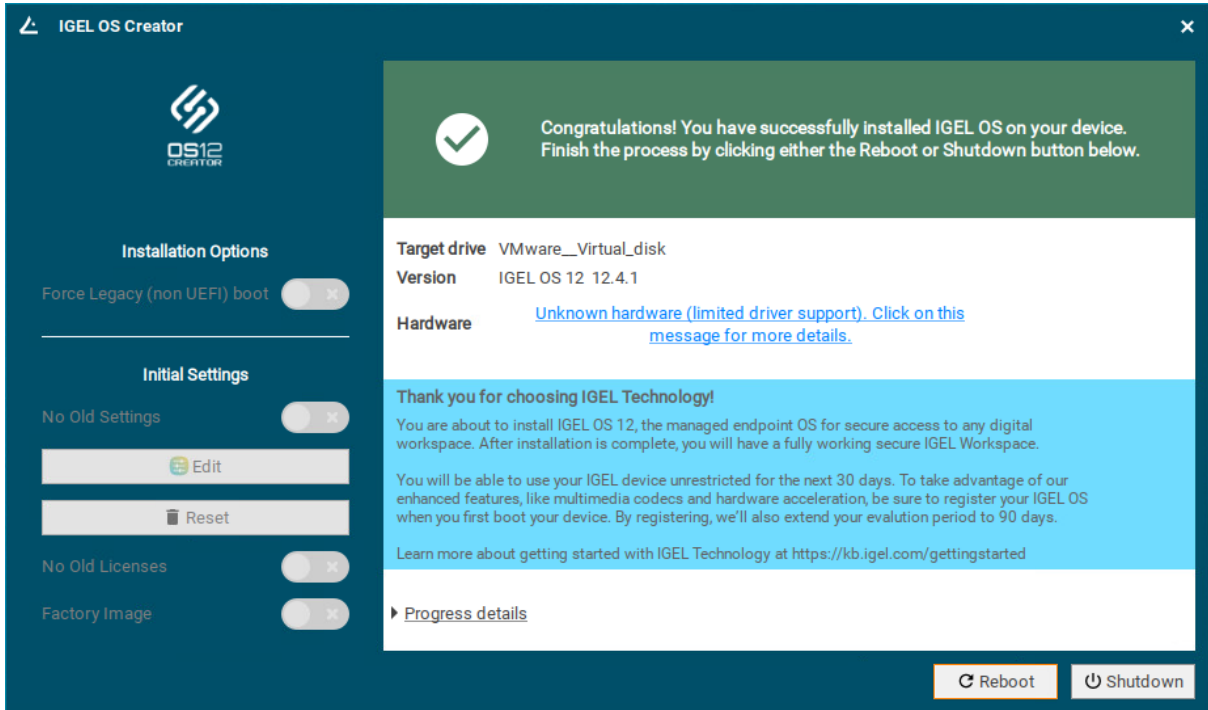 IGEL OS Creator
OS12
CREATOR
Installation Options
Force Legacy (non UEFI) boot
Initial Settings
No Old Settings
Edit
Reset
No Old Licenses
Factory Image
Congratulations! You have successfully installed IGEL OS on your device.
Finish the process by clicking either the Reboot or Shutdown button below.
Target drive VMware__Virtual_disk
Version IGEL OS 12 12.4.1
Hardware Unknown hardware (limited driver support). Click on this
message for more details.
Thank you for choosing IGEL Technology!
You are about to install IGEL OS 12, the managed endpoint OS for secure access to any digital
workspace. After installation is complete, you will have a fully working secure IGEL Workspace.
You will be able to use your IGEL device unrestricted for the next 30 days. To take advantage of our
enhanced features, like multimedia codecs and hardware acceleration, be sure to register your IGEL OS
when you first boot your device. By registering, we'll also extend your evalution period to 90 days.
Learn more about getting started with IGEL Technology at https://kb.igel.com/gettingstarted
Progress details
Reboot
Shutdown